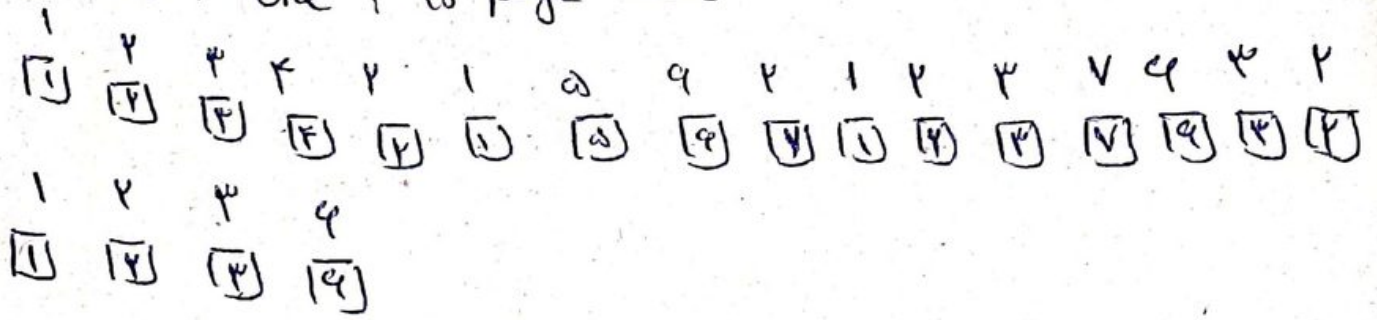 ۱ ۲ ۳ ۴ ۲ ۱ ۵ ۶ ۲ ۱ ۲ ۳ ۷ ۶ ۳ ۲
۱ ۲ ۳ ۴ ۲ ۱ ۵ ۶ ۲ ۱ ۲ ۳ ۷ ۶ ۳ ۲
۱ ۲ ۳ ۶
۱ ۲ ۳ ۶